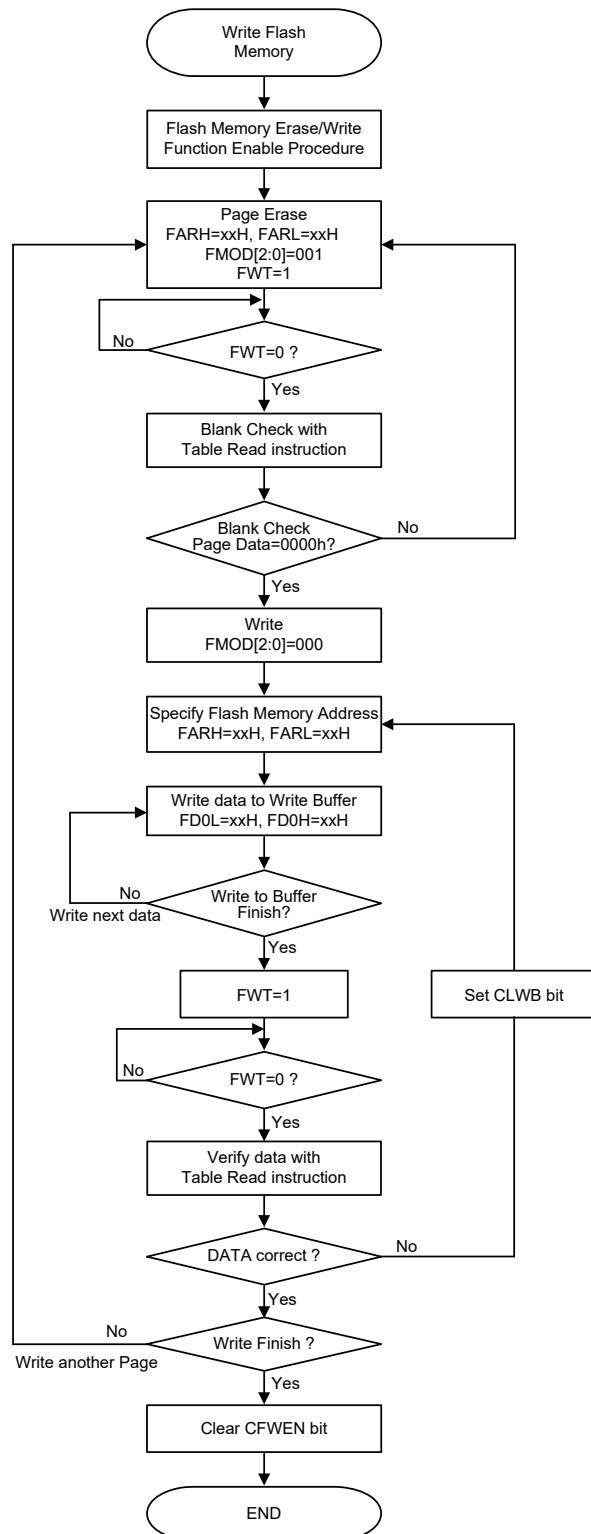 Write Flash
Memory
Flash Memory Erase/Write
Function Enable Procedure
Page Erase
FARH=xxH, FARL=xxH
FMOD[2:0]=001
FWT=1
No
FWT=0 ?
Yes
Blank Check with
Table Read instruction
Blank Check
Page Data=0000h?
No
Yes
Write
FMOD[2:0]=000
Specify Flash Memory Address
FARH=xxH, FARL=xxH
Write data to Write Buffer
FD0L=xxH, FD0H=xxH
No
Write next data
Write to Buffer
Finish?
Yes
FWT=1
Set CLWB bit
No
FWT=0 ?
Yes
Verify data with
Table Read instruction
DATA correct ?
No
Yes
No
Write another Page
Write Finish ?
Yes
Clear CFWEN bit
END